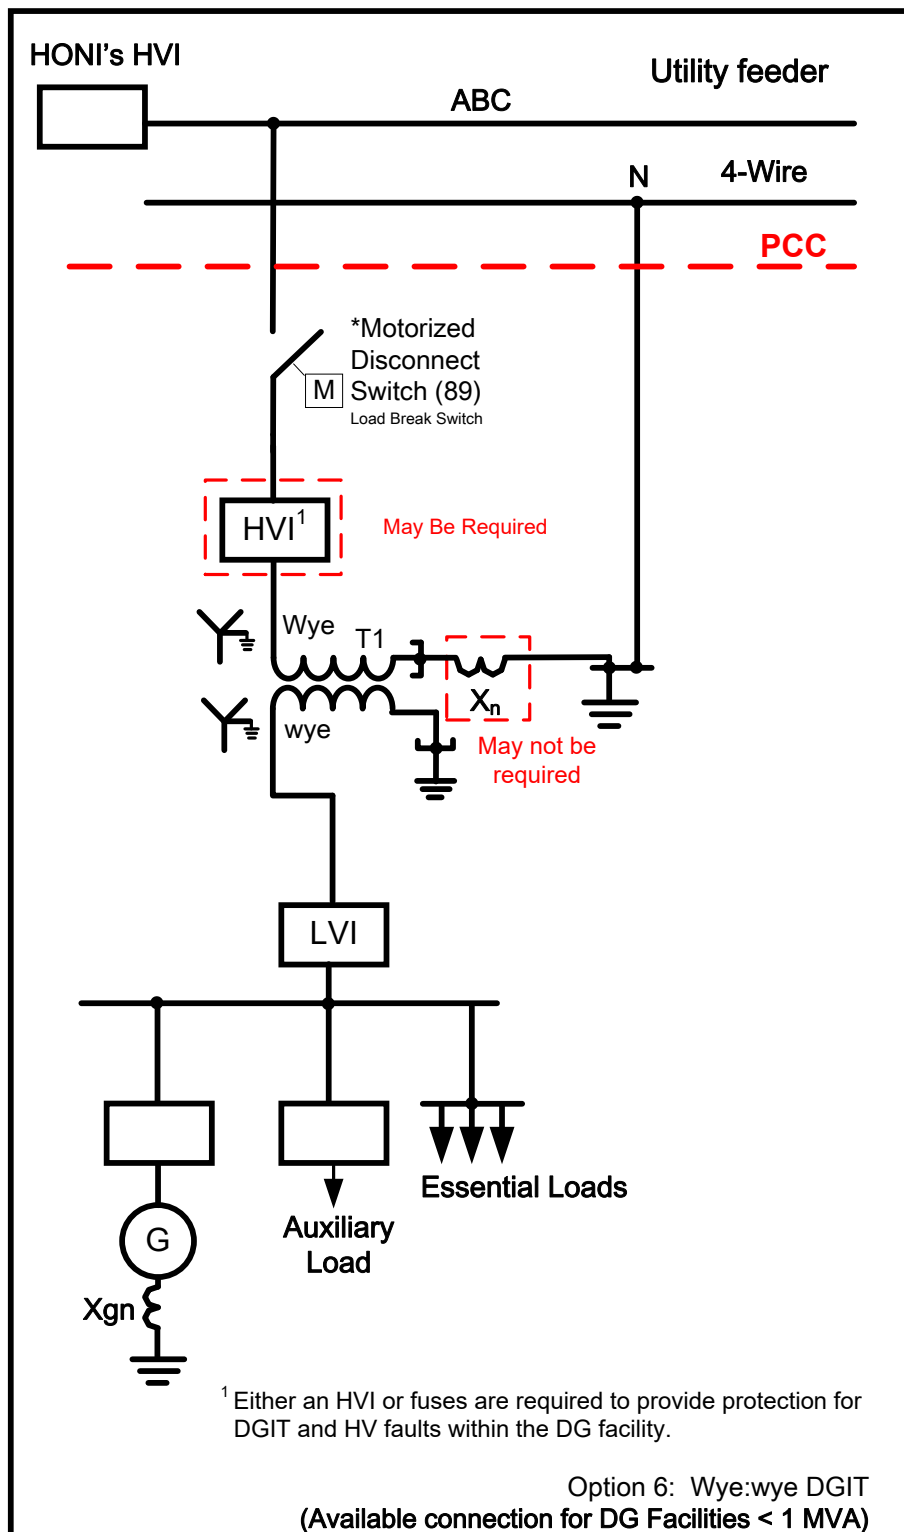 HONI's HVI
Utility feeder
ABC
N
4-Wire
PCC
*Motorized
Disconnect
Switch (89)
Load Break Switch
M
HVI¹
May Be Required
Wye
T1
Xₙ
wye
May not be
required
LVI
Essential Loads
Auxiliary
Load
G
Xgn
¹ Either an HVI or fuses are required to provide protection for
DGIT and HV faults within the DG facility.
Option 6: Wye:wye DGIT
(Available connection for DG Facilities < 1 MVA)